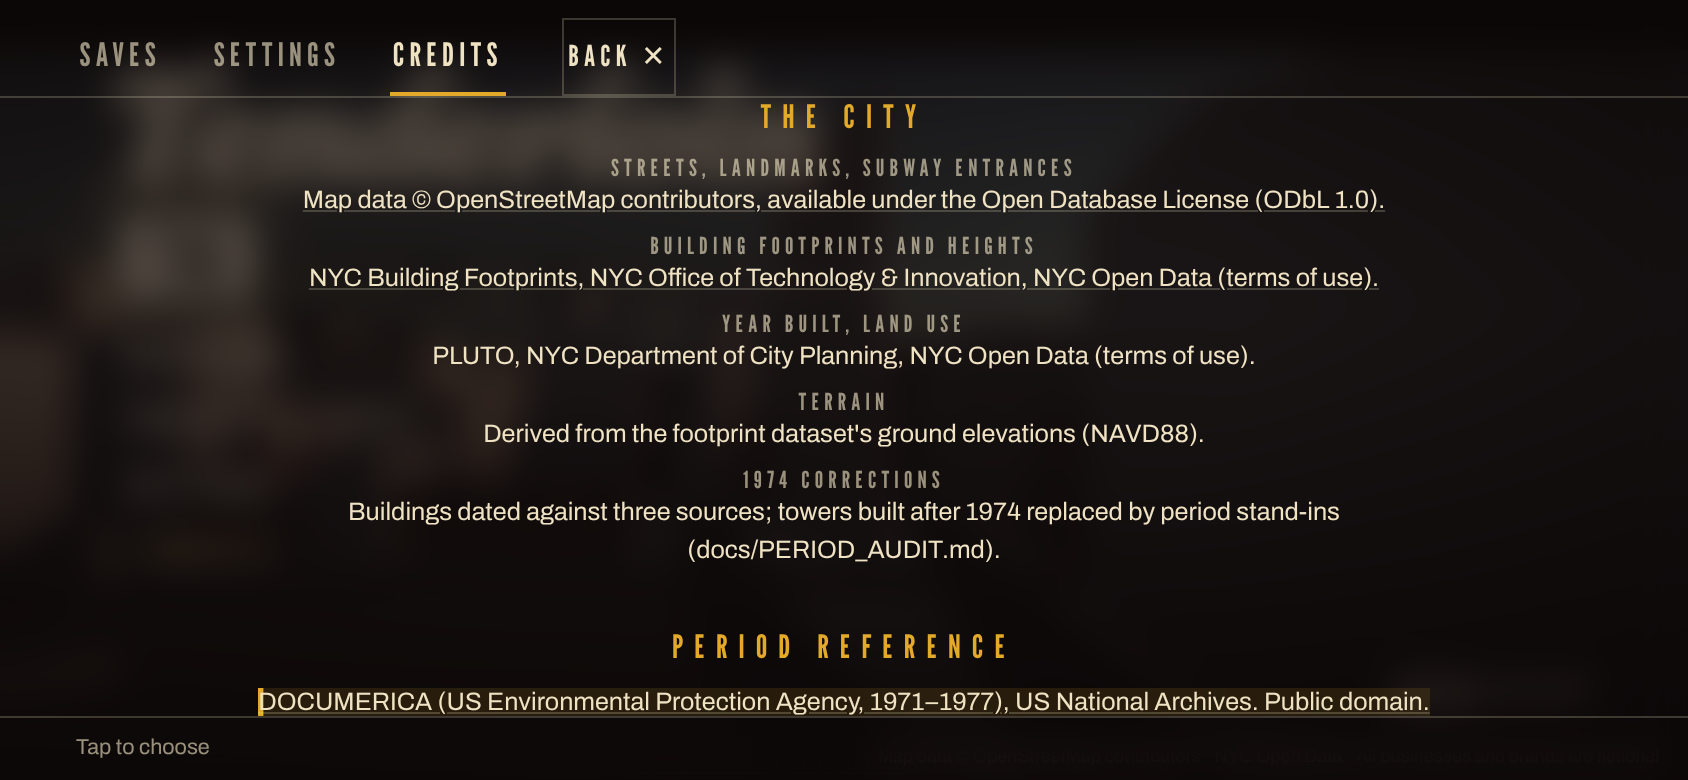 SAVES SETTINGS CREDITS BACK ✕
THE CITY
STREETS, LANDMARKS, SUBWAY ENTRANCES
Map data © OpenStreetMap contributors, available under the Open Database License (ODbL 1.0).
BUILDING FOOTPRINTS AND HEIGHTS
NYC Building Footprints, NYC Office of Technology & Innovation, NYC Open Data (terms of use).
YEAR BUILT, LAND USE
PLUTO, NYC Department of City Planning, NYC Open Data (terms of use).
TERRAIN
Derived from the footprint dataset's ground elevations (NAVD88).
1974 CORRECTIONS
Buildings dated against three sources; towers built after 1974 replaced by period stand-ins
(docs/PERIOD_AUDIT.md).
PERIOD REFERENCE
DOCUMERICA (US Environmental Protection Agency, 1971–1977), US National Archives. Public domain.
Tap to choose